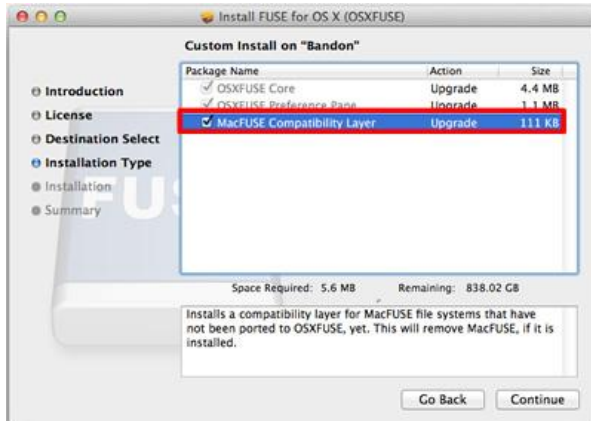 Install FUSE for OS X (OSXFUSE)
Custom Install on "Bandon"
Introduction
License
Destination Select
Installation Type
Installation
Summary
Package Name Action Size
OSXFUSE Core Upgrade 4.4 MB
OSXFUSE Preference Pane Upgrade 1.1 MB
MacFUSE Compatibility Layer Upgrade 111 KB
FUS
Space Required: 5.6 MB Remaining: 838.02 GB
Installs a compatibility layer for MacFUSE file systems that have
not been ported to OSXFUSE, yet. This will remove MacFUSE, if it is
installed.
Go Back Continue